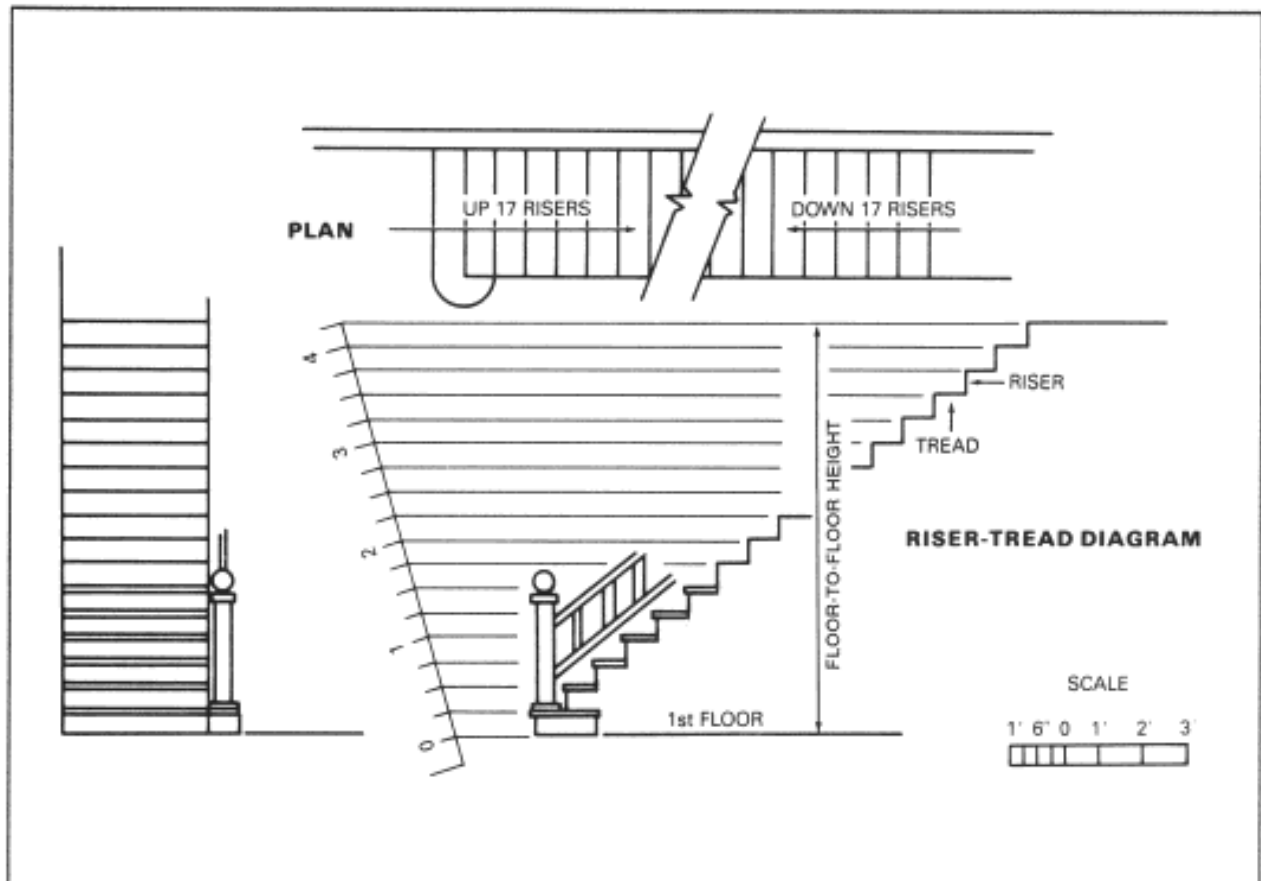 UP 17 RISERS
DOWN 17 RISERS
PLAN
4
3
2
1
0
RISER
TREAD
FLOOR-TO-FLOOR HEIGHT
RISER-TREAD DIAGRAM
1st FLOOR
SCALE
1' 6" 0 1' 2' 3'